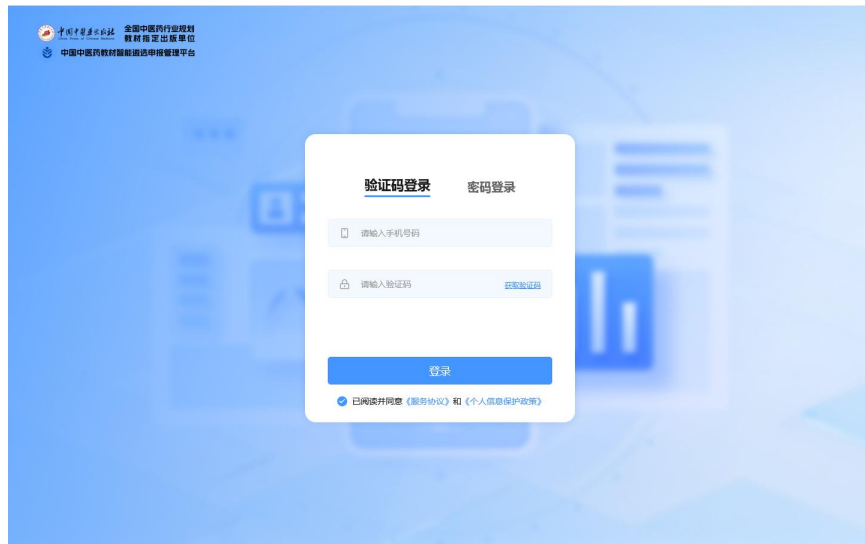 中国中医药出版社
全国中医药行业规划
教材指定出版单位
中国中医药教材智能遴选申报管理平台
验证码登录
密码登录
请输入手机号码
请输入验证码
获取验证码
登录
已阅读并同意《服务协议》和《个人信息保护政策》